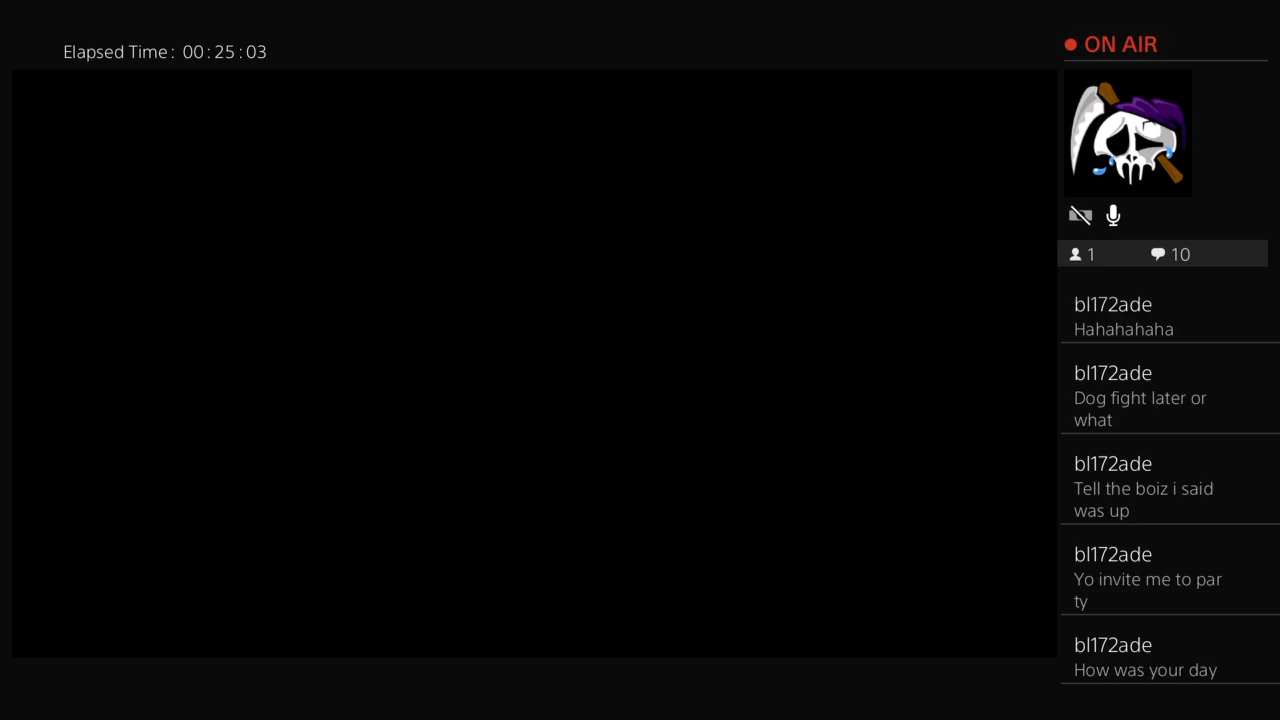 Elapsed Time: 00:25:03
ON AIR
1 10
bl172ade
Hahahahaha
bl172ade
Dog fight later or
what
bl172ade
Tell the boiz i said
was up
bl172ade
Yo invite me to par
ty
bl172ade
How was your day